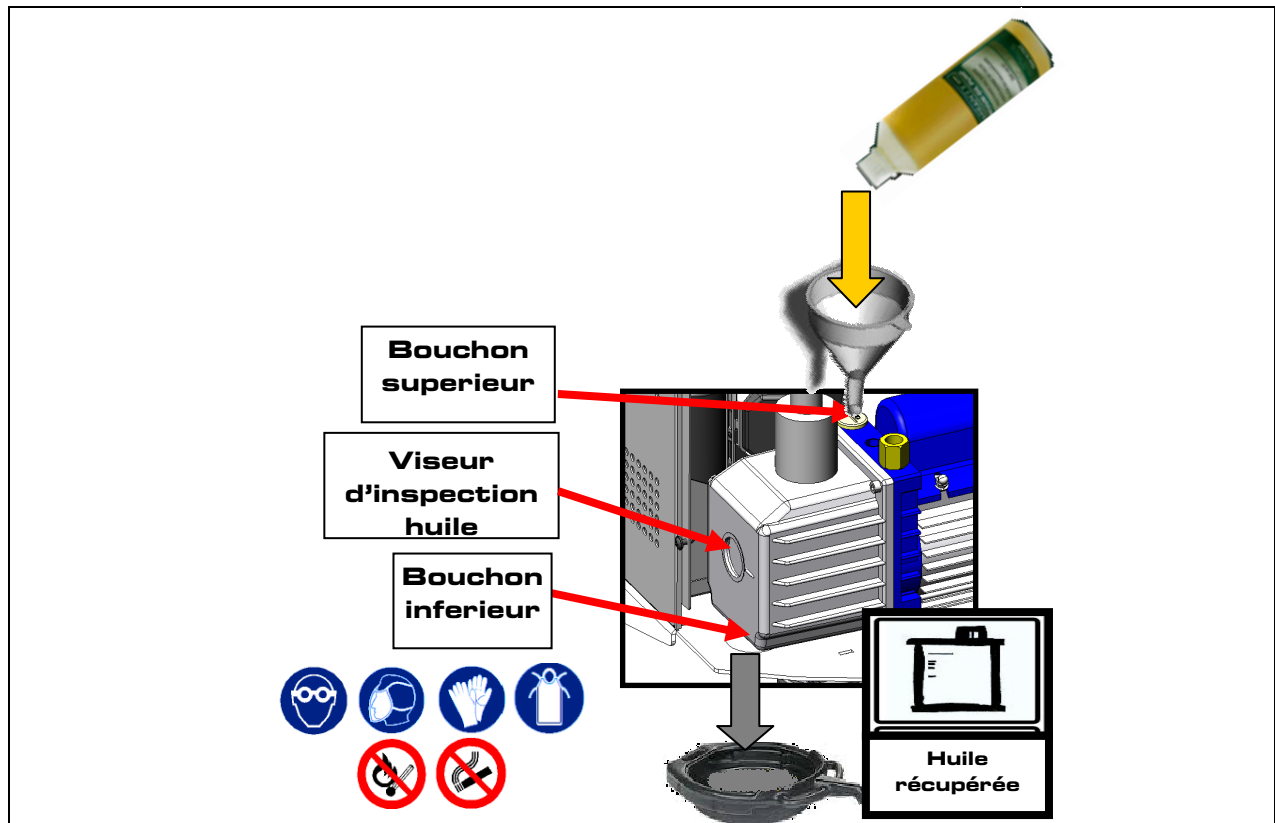 Bouchon
superieur
Viseur
d'inspection
huile
Bouchon
inferieur
Huile
récupérée